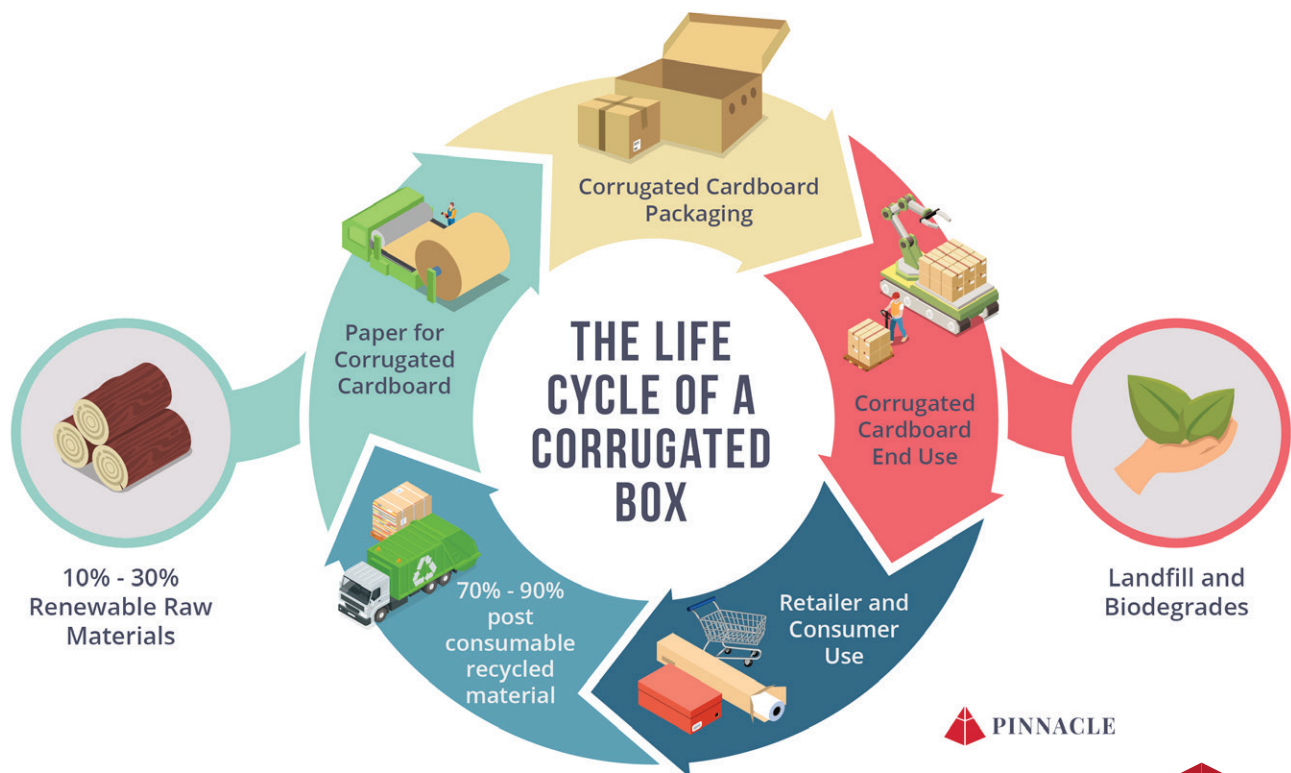 THE LIFE
CYCLE OF A
CORRUGATED
BOX
Corrugated Cardboard
Packaging
Corrugated
Cardboard
End Use
Landfill and
Biodegrades
Retailer and
Consumer
Use
70% - 90%
post
consumable
recycled
material
Paper for
Corrugated
Cardboard
10% - 30%
Renewable Raw
Materials
PINNACLE